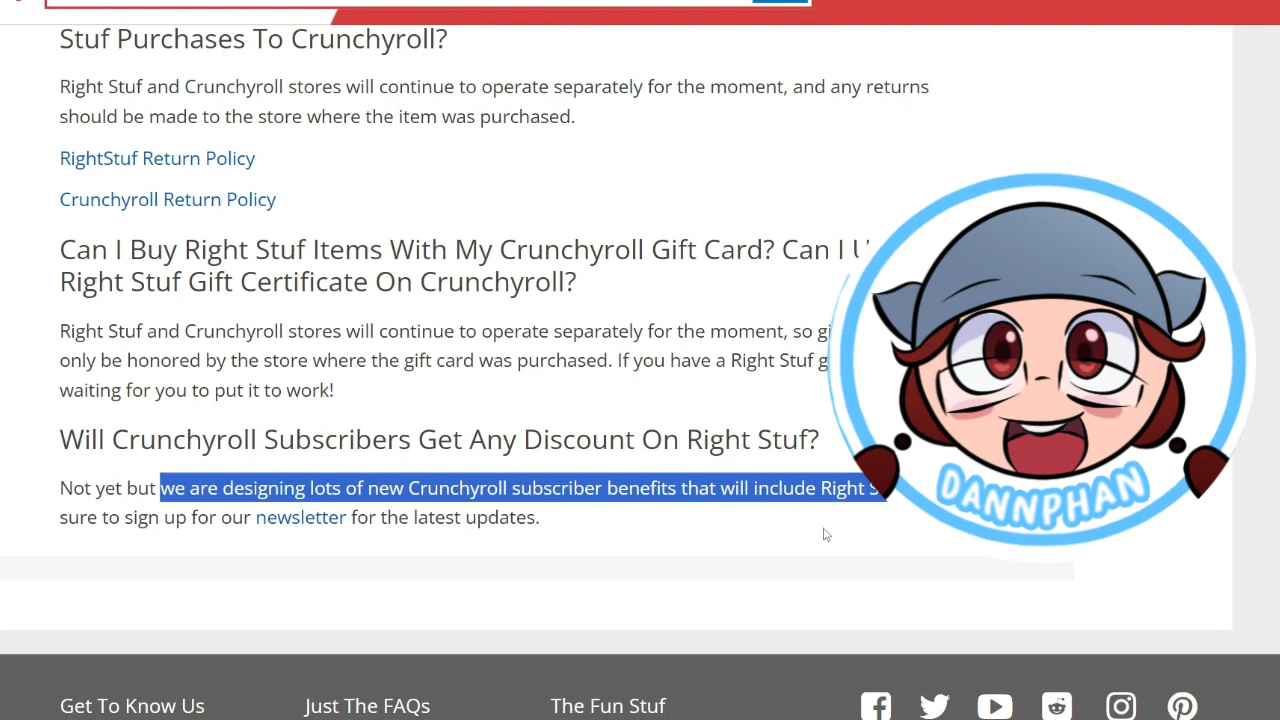 Stuf Purchases To Crunchyroll?
Right Stuf and Crunchyroll stores will continue to operate separately for the moment, and any returns
should be made to the store where the item was purchased.
RightStuf Return Policy
Crunchyroll Return Policy
Can I Buy Right Stuf Items With My Crunchyroll Gift Card? Can I
Right Stuf Gift Certificate On Crunchyroll?
Right Stuf and Crunchyroll stores will continue to operate separately for the moment, so
only be honored by the store where the gift card was purchased. If you have a Right Stuf
waiting for you to put it to work!
Will Crunchyroll Subscribers Get Any Discount On Right Stuf?
Not yet but we are designing lots of new Crunchyroll subscriber benefits that will include Right
sure to sign up for our newsletter for the latest updates.
DANNPHAN
Get To Know Us
Just The FAQs
The Fun Stuf